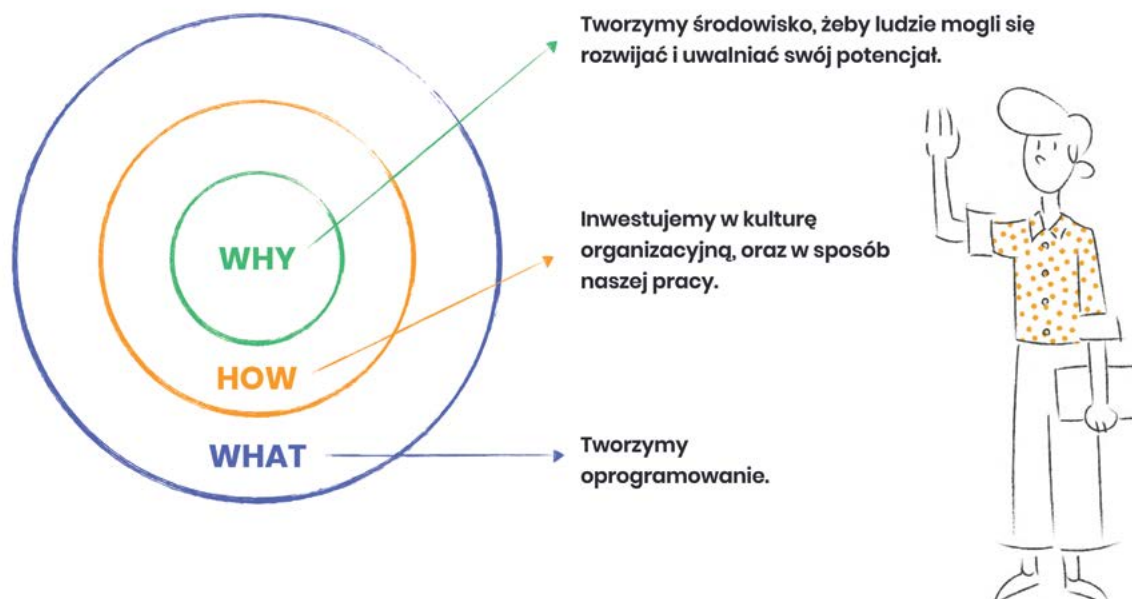 Tworzymy środowisko, żeby ludzie mogli się
rozwijać i uwalniać swój potencjał.
WHY
Inwestujemy w kulturę
organizacyjną, oraz w sposób
naszej pracy.
HOW
WHAT
Tworzymy
oprogramowanie.